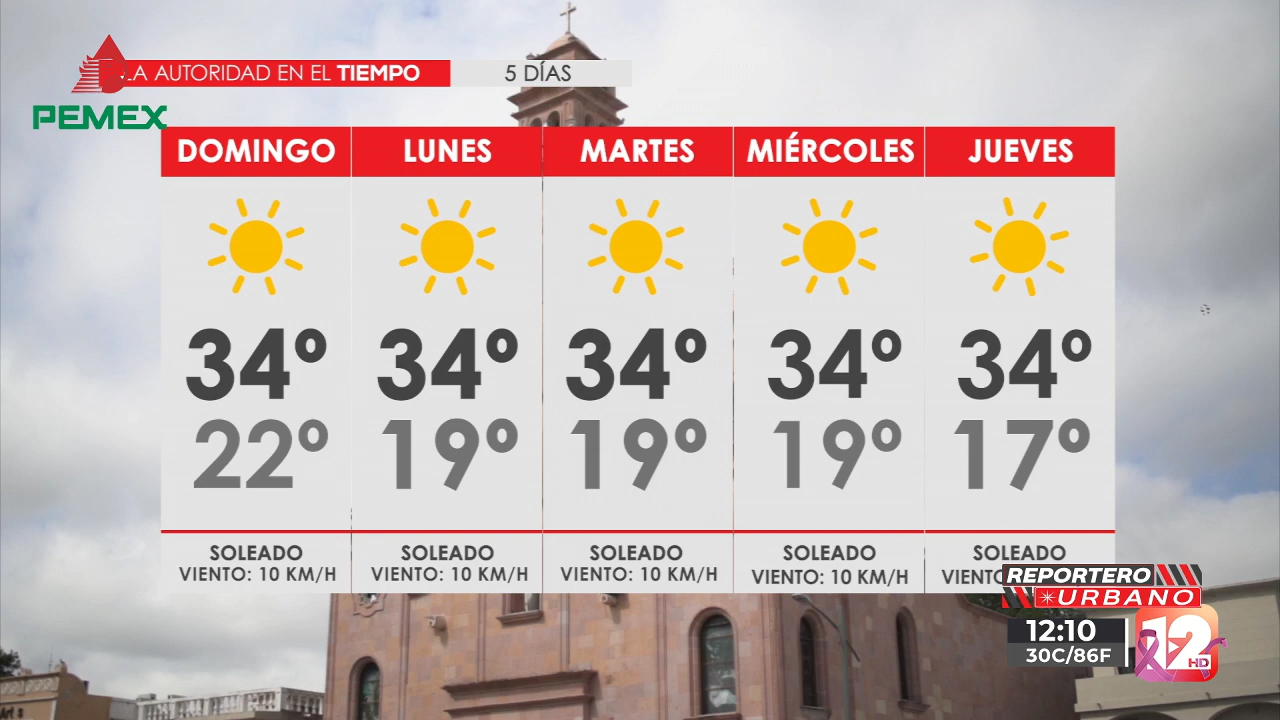 LA AUTORIDAD EN EL TIEMPO
5 DÍAS
PEMEX
DOMINGO LUNES MARTES MIÉRCOLES JUEVES
34° 34° 34° 34° 34°
22° 19° 19° 19° 17°
SOLEADO SOLEADO SOLEADO SOLEADO SOLEADO
VIENTO: 10 KM/H VIENTO: 10 KM/H VIENTO: 10 KM/H VIENTO: 10 KM/H
REPORTERO
URBANO
12:10
30C/86F
12
HD